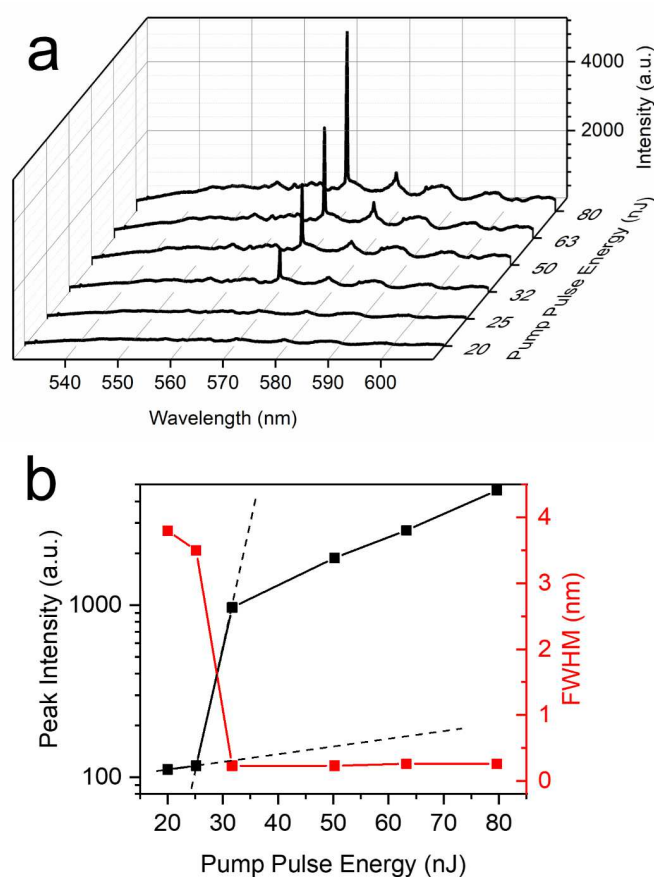 a
4000
2000
Intensity (a.u.)
80
63
50
32
25
20
Pump Pulse Energy (nJ)
540 550 560 570 580 590 600
Wavelength (nm)
b
1000
100
Peak Intensity (a.u.)
4
3
2
1
0
FWHM (nm)
20 30 40 50 60 70 80
Pump Pulse Energy (nJ)